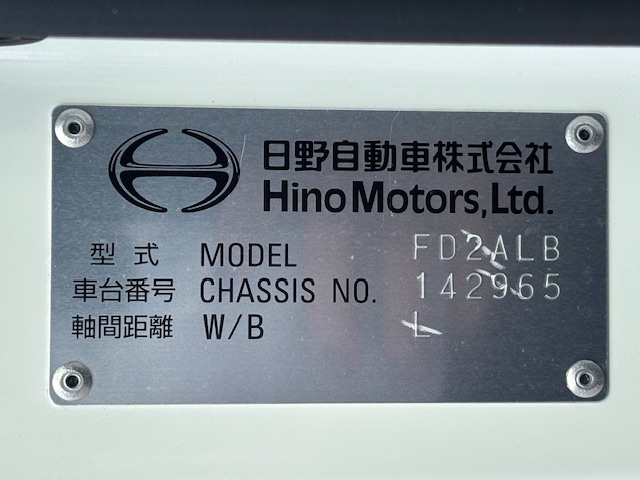 日野自動車株式会社
Hino Motors, Ltd.
型式 MODEL FD2ALB
車台番号 CHASSIS NO. 142965
軸間距離 W/B L